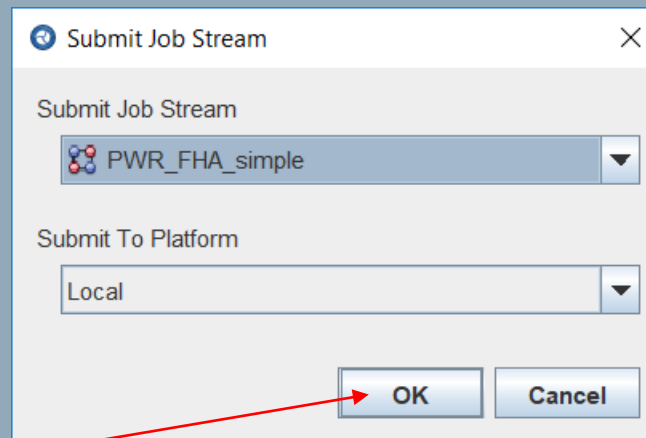 Submit Job Stream
Submit Job Stream
PWR_FHA_simple
Submit To Platform
Local
OK Cancel